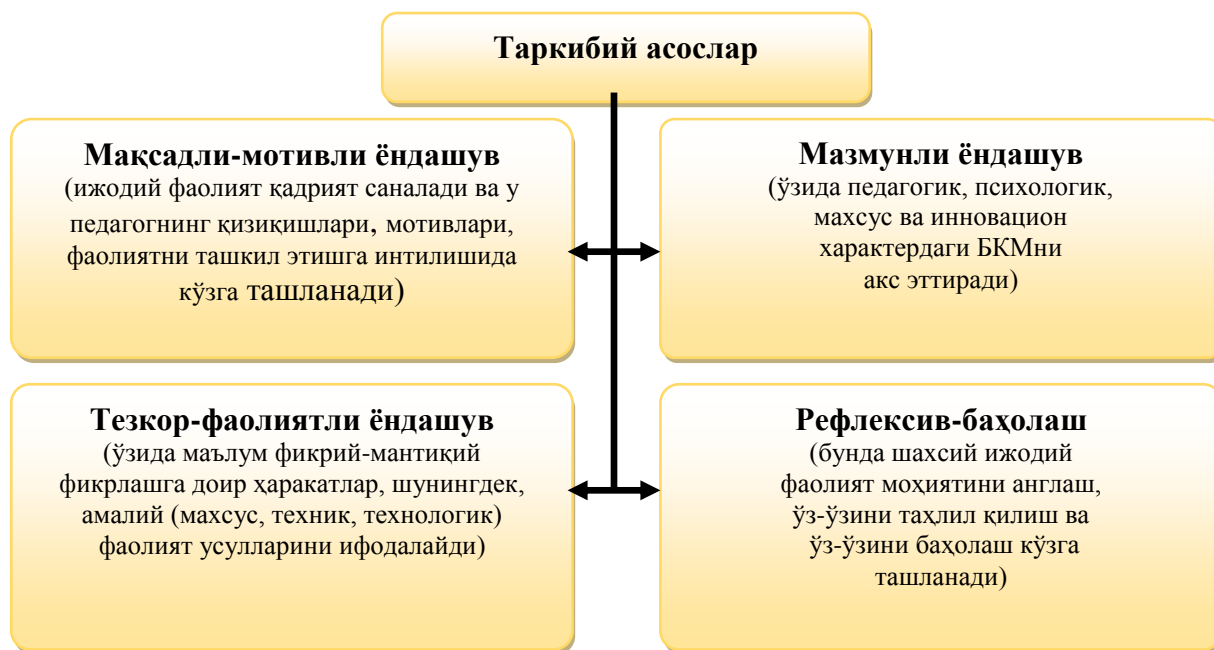 Таркибий асослар
Мақсадли-мотивли ёндашув
(ижодий фаолият қадрият саналади ва у
педагогнинг қизиқишлари, мотивлари,
фаолиятни ташкил этишга интилишида
кўзга ташланади)
Мазмунли ёндашув
(ўзида педагогик, психологик,
махсус ва инновацион
характердаги БКМни
акс эттиради)
Тезкор-фаолиятли ёндашув
(ўзида маълум фикрий-мантиқий
фикрлашга доир ҳаракатлар, шунингдек,
амалий (махсус, техник, технологик)
фаолият усулларини ифодалайди)
Рефлексив-баҳолаш
(бунда шахсий ижодий
фаолият моҳиятини англаш,
ўз-ўзини таҳлил қилиш ва
ўз-ўзини баҳолаш кўзга
ташланади)